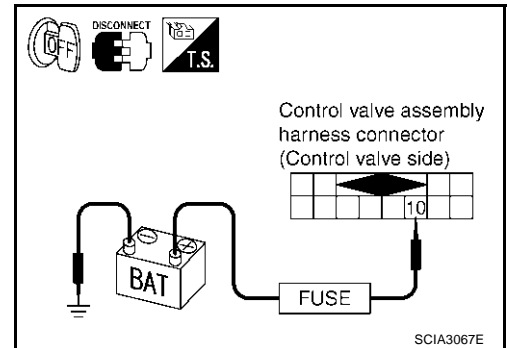 OFF
DISCONNECT
T.S.
Control valve assembly
harness connector
(Control valve side)
10
BAT
FUSE
SCIA3067E